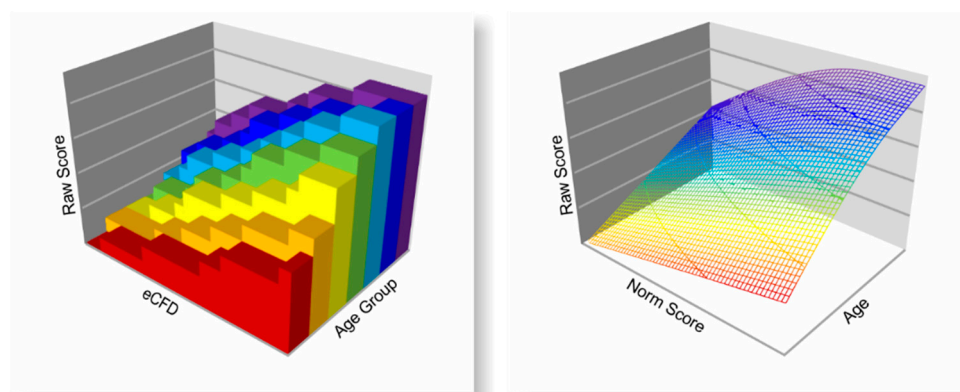 Raw Score
eCFD
Age Group
Raw Score
Norm Score
Age